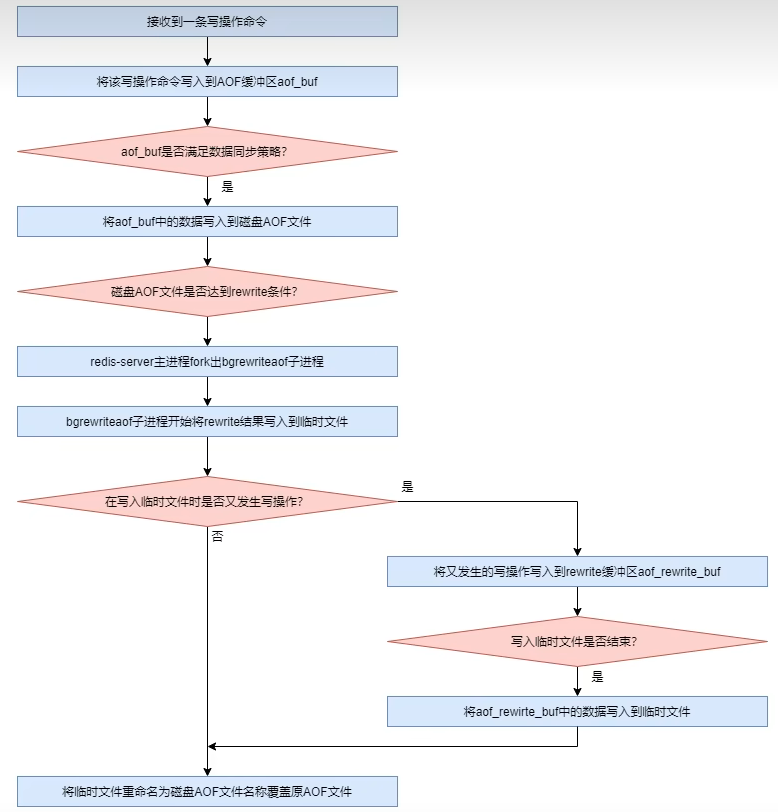 接收到一条写操作命令
将该写操作命令写入到AOF缓冲区aof_buf
aof_buf是否满足数据同步策略?
是
将aof_buf中的数据写入到磁盘AOF文件
磁盘AOF文件是否达到rewrite条件?
redis-server主进程fork出bgrewriteaof子进程
bgrewriteaof子进程开始将rewrite结果写入到临时文件
在写入临时文件时是否又发生写操作?
是
否
将又发生的写操作写入到rewrite缓冲区aof_rewrite_buf
写入临时文件是否结束?
是
将aof_rewirte_buf中的数据写入到临时文件
将临时文件重命名为磁盘AOF文件名称覆盖原AOF文件